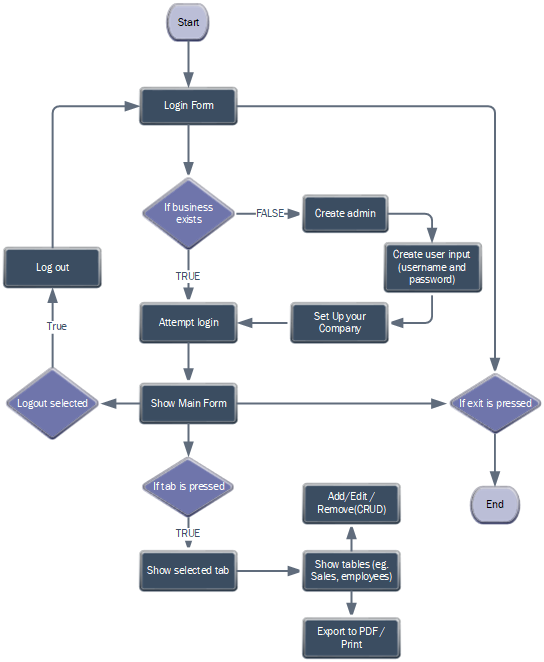 Start
Login Form
If business
exists
FALSE
Create admin
Create user input
(username and
password)
Log out
TRUE
Attempt login
Set Up your
Company
True
Logout selected
Show Main Form
If exit is pressed
If tab is pressed
Add/Edit /
Remove(CRUD)
End
TRUE
Show selected tab
Show tables (eg.
Sales, employees)
Export to PDF /
Print